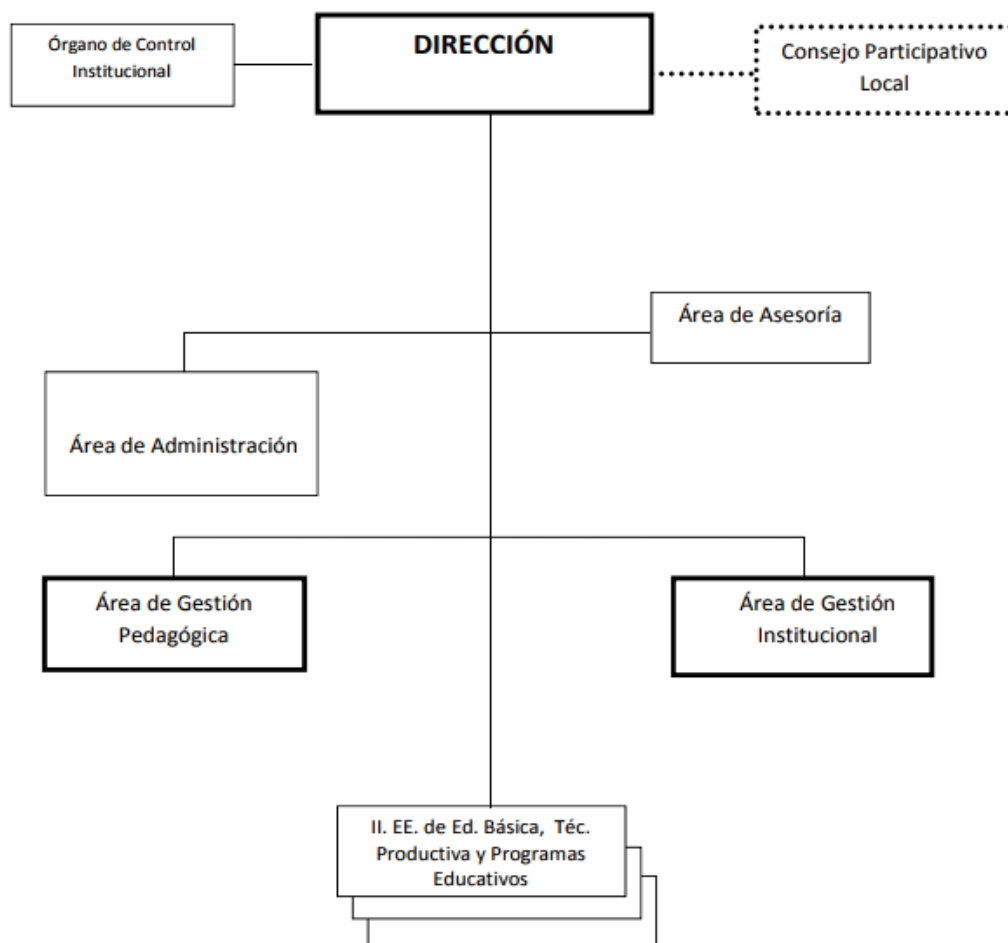 Órgano de Control
Institucional
DIRECCIÓN
Consejo Participativo
Local
Área de Asesoría
Área de Administración
Área de Gestión
Pedagógica
Área de Gestión
Institucional
II. EE. de Ed. Básica, Téc.
Productiva y Programas
Educativos